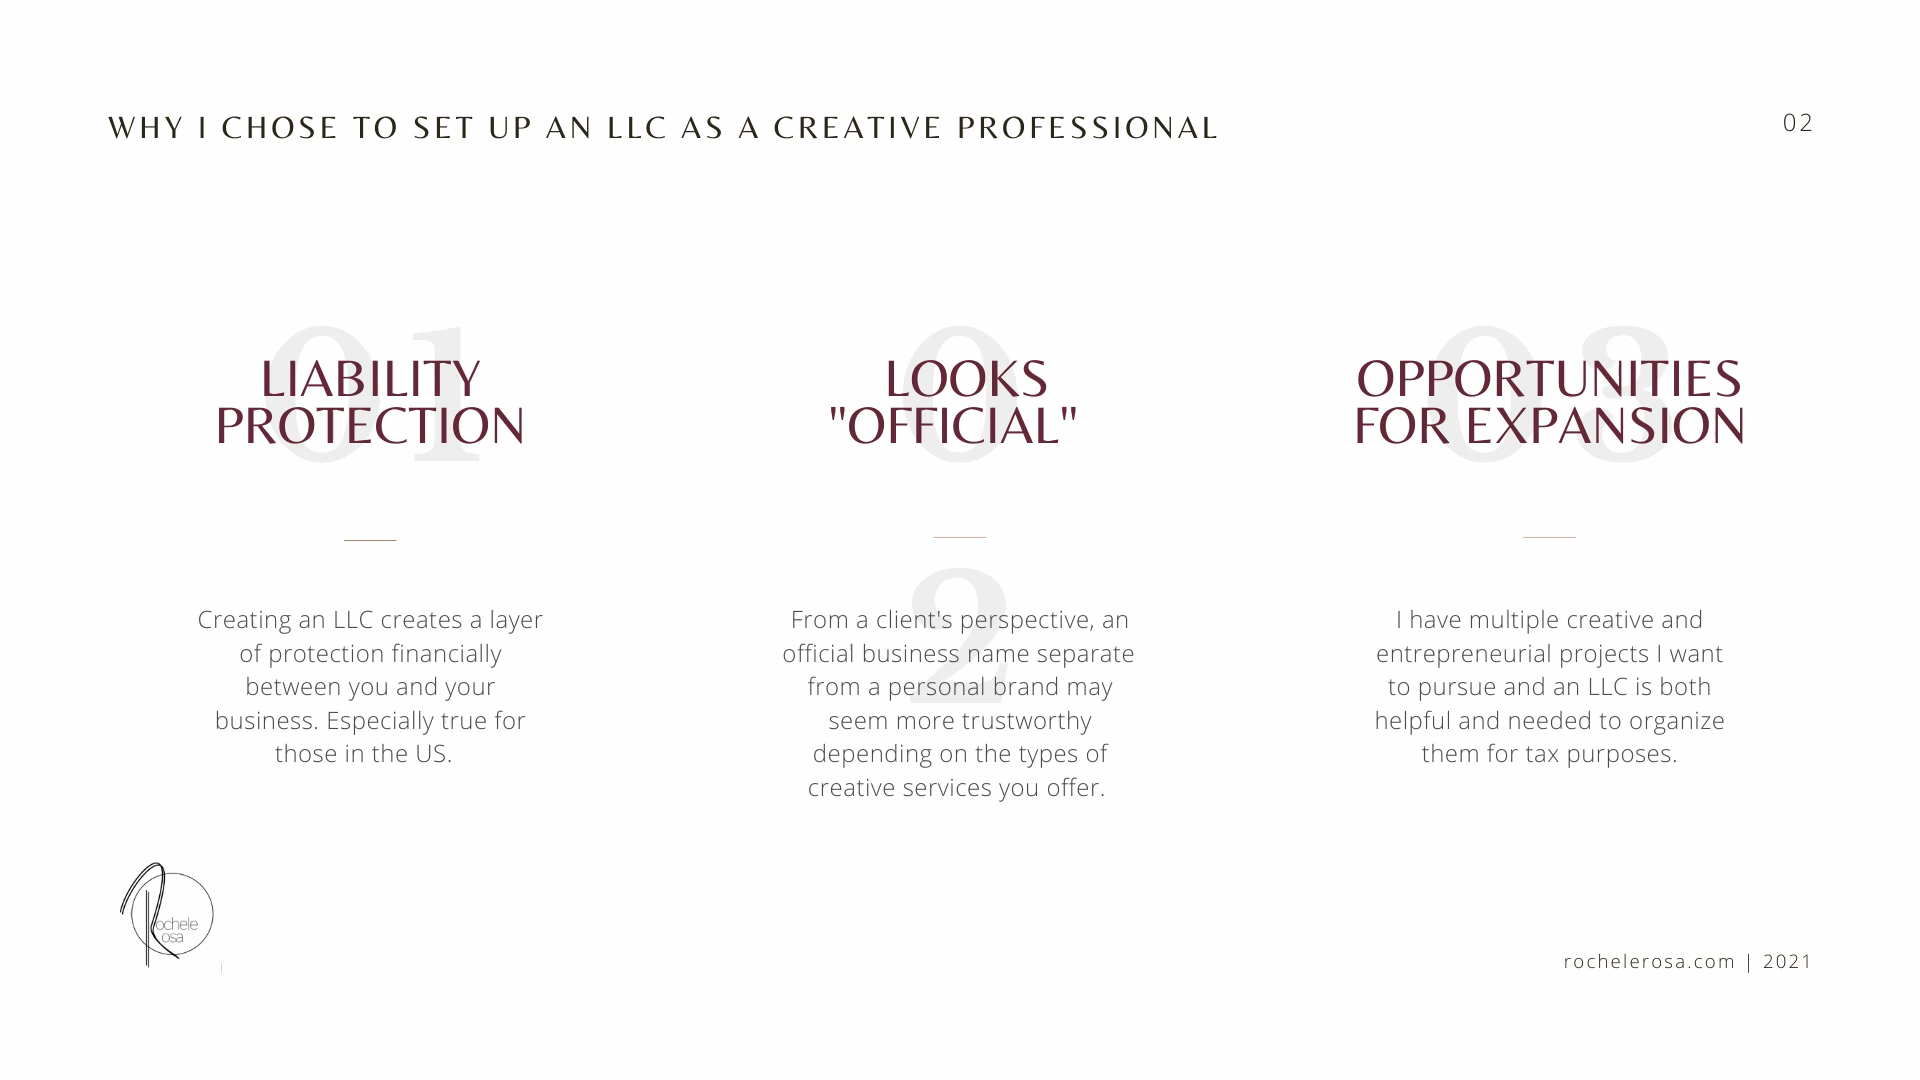 WHY I CHOSE TO SET UP AN LLC AS A CREATIVE PROFESSIONAL
02
01
LIABILITY
PROTECTION
Creating an LLC creates a layer
of protection financially
between you and your
business. Especially true for
those in the US.
0
2
LOOKS
"OFFICIAL"
From a client's perspective, an
official business name separate
from a personal brand may
seem more trustworthy
depending on the types of
creative services you offer.
03
OPPORTUNITIES
FOR EXPANSION
I have multiple creative and
entrepreneurial projects I want
to pursue and an LLC is both
helpful and needed to organize
them for tax purposes.
Rochele
osa
rochelerosa.com | 2021